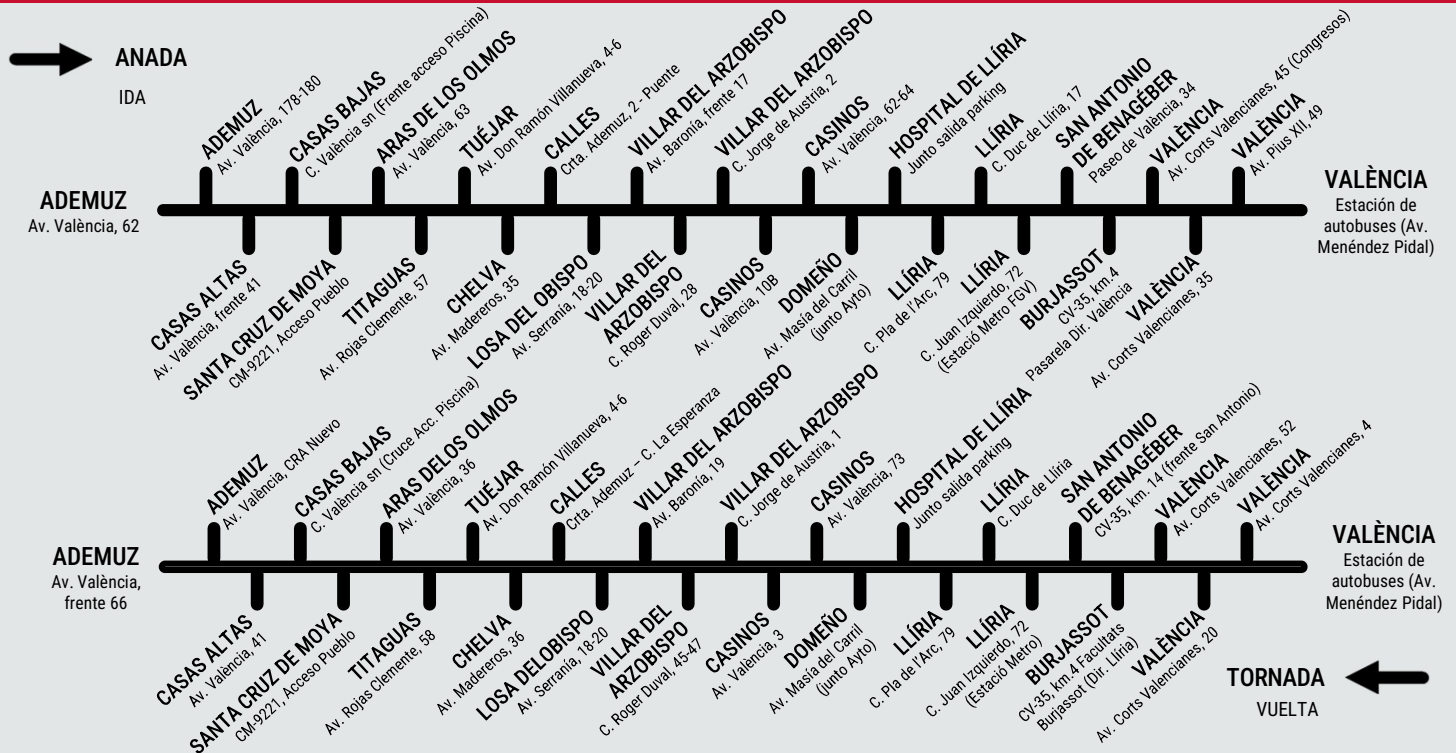 ANADA
IDA
ADEMUZ
Av. València, 62
ADEMUZ
Av. València, 178-180
CASAS ALTAS
Av. València, frente 41
CASAS BAJAS
C. València sn (Frente acceso Piscina)
SANTA CRUZ DE MOYA
CM-9221, Acceso Pueblo
ARAS DE LOS OLMOS
Av. València, 63
TITAGUAS
Av. Rojas Clemente, 57
TUÉJAR
Av. Don Ramón Villanueva, 4-6
CHELVA
Av. Madereros, 35
CALLES
Crta. Ademuz, 2 - Puente
LOSA DEL OBISPO
Av. Serranía, 18-20
VILLAR DEL ARZOBISPO
Av. Baronía, frente 17
VILLAR DEL
ARZOBISPO
C. Roger Duval, 28
VILLAR DEL ARZOBISPO
C. Jorge de Austria, 2
CASINOS
Av. València, 10B
CASINOS
Av. València, 62-64
DOMEÑO
Av. Masía del Carril
(junto Ayto)
HOSPITAL DE LLÍRIA
Junto salida parking
LLÍRIA
C. Pla de l'Arc, 79
LLÍRIA
C. Duc de Llíria, 17
LLÍRIA
C. Juan Izquierdo, 72
(Estació Metro FGV)
SAN ANTONIO
DE BENAGÉBER
Paseo de València, 34
BURJASSOT
CV-35, km.4
Pasarela Dir. València
VALÈNCIA
Av. Corts Valencianes, 45 (Congresos)
VALÈNCIA
Av. Corts Valencianes, 35
VALÈNCIA
Av. Pius XII, 49
VALÈNCIA
Estación de
autobuses (Av.
Menéndez Pidal)
ADEMUZ
Av. València,
frente 66
ADEMUZ
Av. València, CRA Nuevo
CASAS ALTAS
Av. València, 41
CASAS BAJAS
C. València sn (Cruce Acc. Piscina)
SANTA CRUZ DE MOYA
CM-9221, Acceso Pueblo
ARAS DELOS OLMOS
Av. València, 36
TITAGUAS
Av. Rojas Clemente, 58
TUÉJAR
Av. Don Ramón Villanueva, 4-6
CHELVA
Av. Madereros, 36
CALLES
Crta. Ademuz – C. La Esperanza
LOSA DELOBISPO
Av. Serranía, 18-20
VILLAR DEL ARZOBISPO
Av. Baronía, 19
VILLAR DEL
ARZOBISPO
C. Roger Duval, 45-47
VILLAR DEL ARZOBISPO
C. Jorge de Austria, 1
CASINOS
Av. València, 3
CASINOS
Av. València, 73
DOMEÑO
Av. Masía del Carril
(junto Ayto)
HOSPITAL DE LLÍRIA
Junto salida parking
LLÍRIA
C. Pla de l'Arc, 79
LLÍRIA
C. Duc de Llíria
LLÍRIA
C. Juan Izquierdo, 72
(Estació Metro)
SAN ANTONIO
DE BENAGÉBER
CV-35, km. 14 (frente San Antonio)
BURJASSOT
CV-35, km.4 Facultats
Burjassot (Dir. Llíria)
VALÈNCIA
Av. Corts Valencianes, 52
VALÈNCIA
Av. Corts Valencianes, 20
VALÈNCIA
Av. Corts Valencianes, 4
VALÈNCIA
Estación de
autobuses (Av.
Menéndez Pidal)
TORNADA
VUELTA